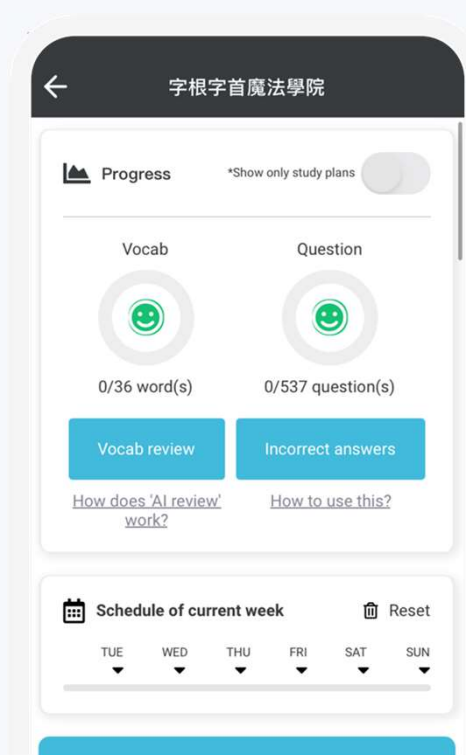 字根字首魔法學院
Progress
*Show only study plans
Vocab
Question
0/36 word(s)
0/537 question(s)
Vocab review
Incorrect answers
How does 'AI review'
work?
How to use this?
Schedule of current week
Reset
TUE WED THU FRI SAT SUN